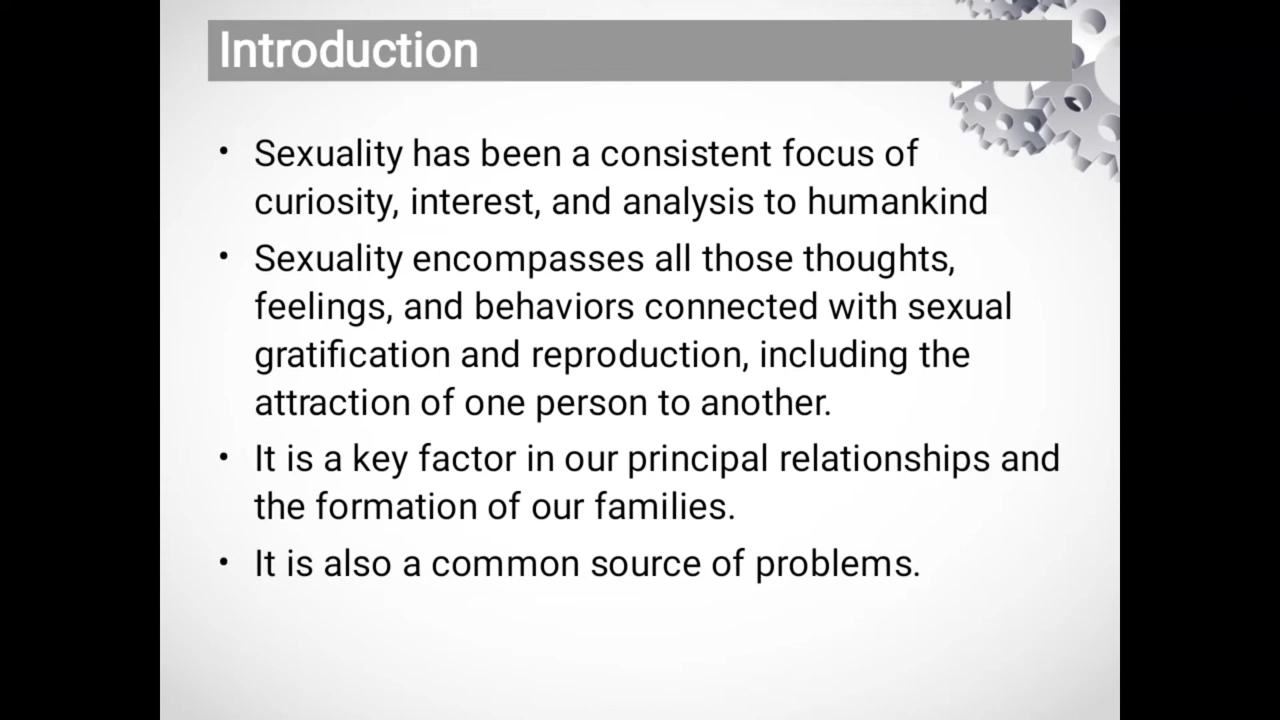 Introduction
• Sexuality has been a consistent focus of
curiosity, interest, and analysis to humankind
• Sexuality encompasses all those thoughts,
feelings, and behaviors connected with sexual
gratification and reproduction, including the
attraction of one person to another.
• It is a key factor in our principal relationships and
the formation of our families.
• It is also a common source of problems.